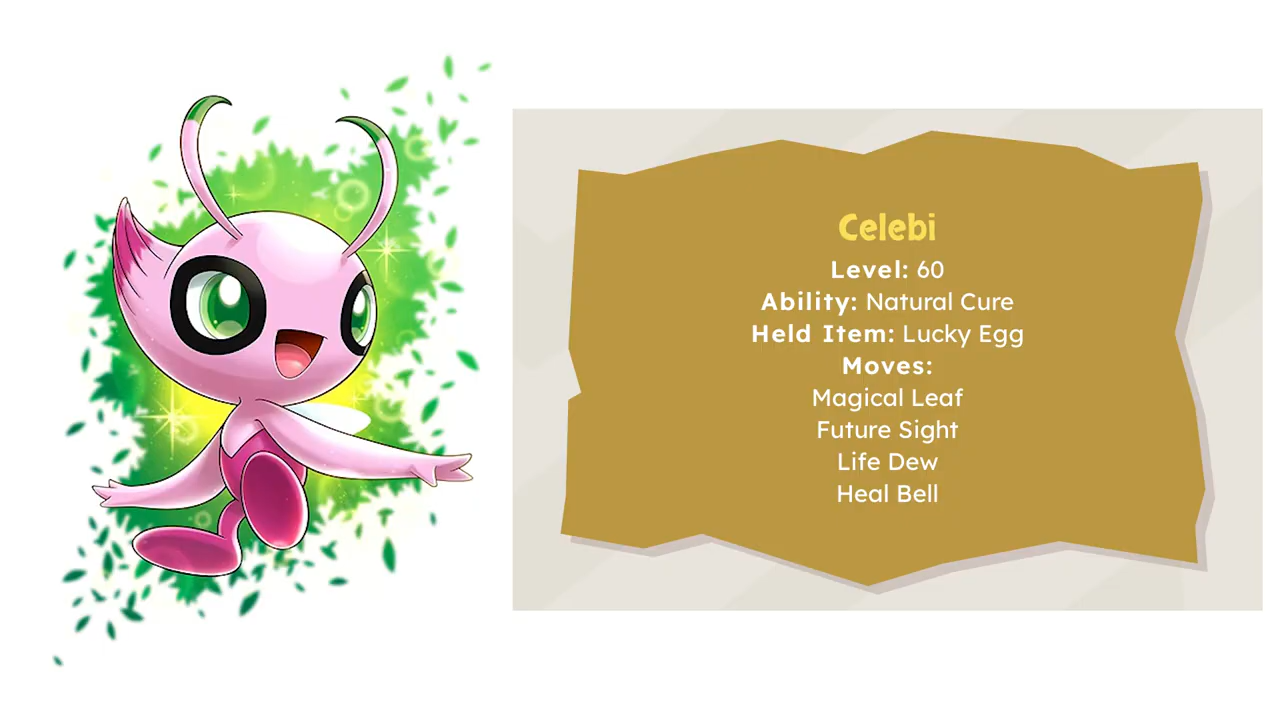 Celebi
Level: 60
Ability: Natural Cure
Held Item: Lucky Egg
Moves:
Magical Leaf
Future Sight
Life Dew
Heal Bell